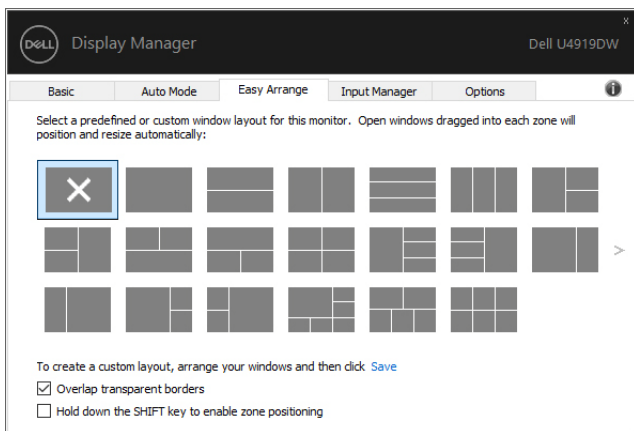 x
DELL Display Manager Dell U4919DW
Basic Auto Mode Easy Arrange Input Manager Options i
Select a predefined or custom window layout for this monitor. Open windows dragged into each zone will
position and resize automatically:
>
To create a custom layout, arrange your windows and then click Save
Overlap transparent borders
Hold down the SHIFT key to enable zone positioning